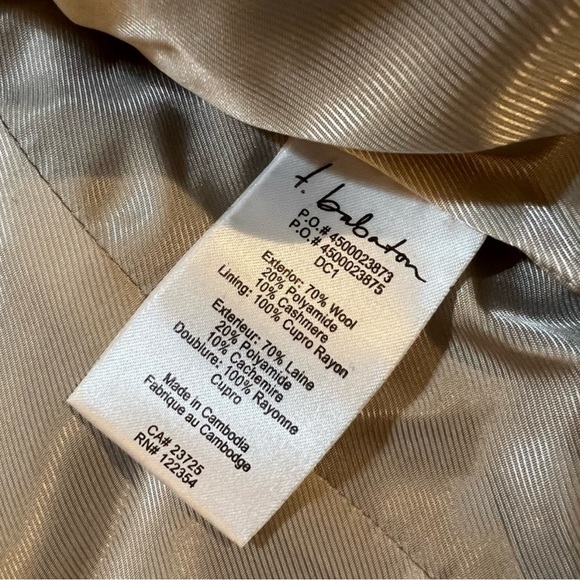 t. babaton
P.O.# 4500023873
P.O.# 4500023875
DC1
Exterior: 70% Wool
20% Polyamide
10% Cashmere
Lining: 100% Cupro Rayon
Exterieur: 70% Laine
20% Polyamide
10% Cachemire
Doublure: 100% Rayonne
Cupro
Made in Cambodia
Fabrique au Cambodge
CA# 23725
RN# 122354